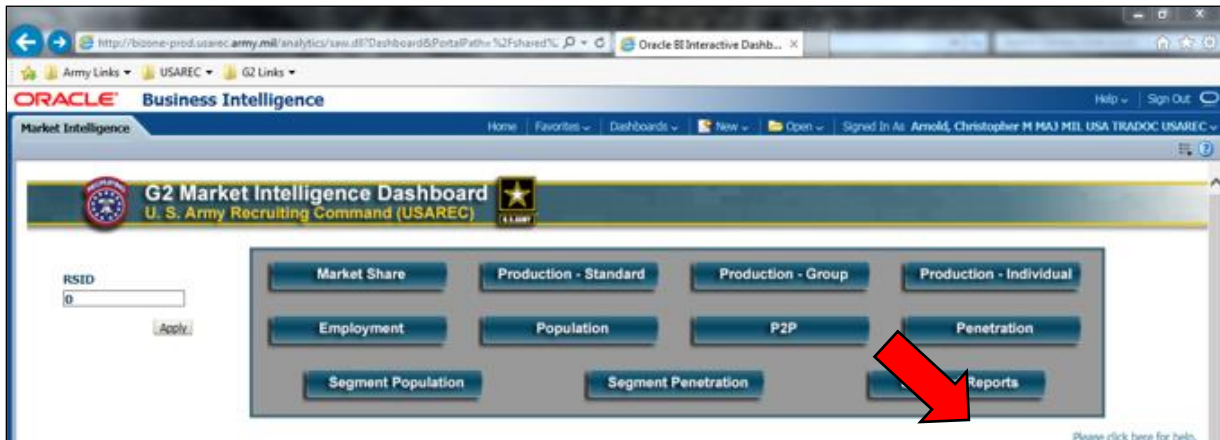 http://bizone-prod.usarec.army.mil/analytics/saw.dll?Dashboard&PortalPath=%2Fshared%
Oracle BI Interactive Dashb...
Army Links
USAREC
G2 Links
ORACLE Business Intelligence
Help
Sign Out
Market Intelligence
Home
Favorites
Dashboards
New
Open
Signed In As Arnold, Christopher M MAJ MIL USA TRADOC USAREC
G2 Market Intelligence Dashboard
U. S. Army Recruiting Command (USAREC)
U.S. ARMY
RSID
0
Apply
Market Share
Production - Standard
Production - Group
Production - Individual
Employment
Population
P2P
Penetration
Segment Population
Segment Penetration
Reports
Please click here for help.